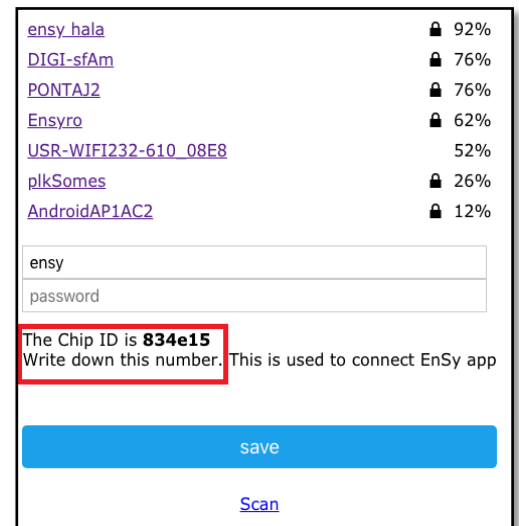 ensy hala 92%
DIGI-sfAm 76%
PONTAJ2 76%
Ensyro 62%
USR-WIFI232-610_08E8 52%
plkSomes 26%
AndroidAP1AC2 12%
ensy
password
The Chip ID is 834e15
Write down this number. This is used to connect EnSy app
save
Scan